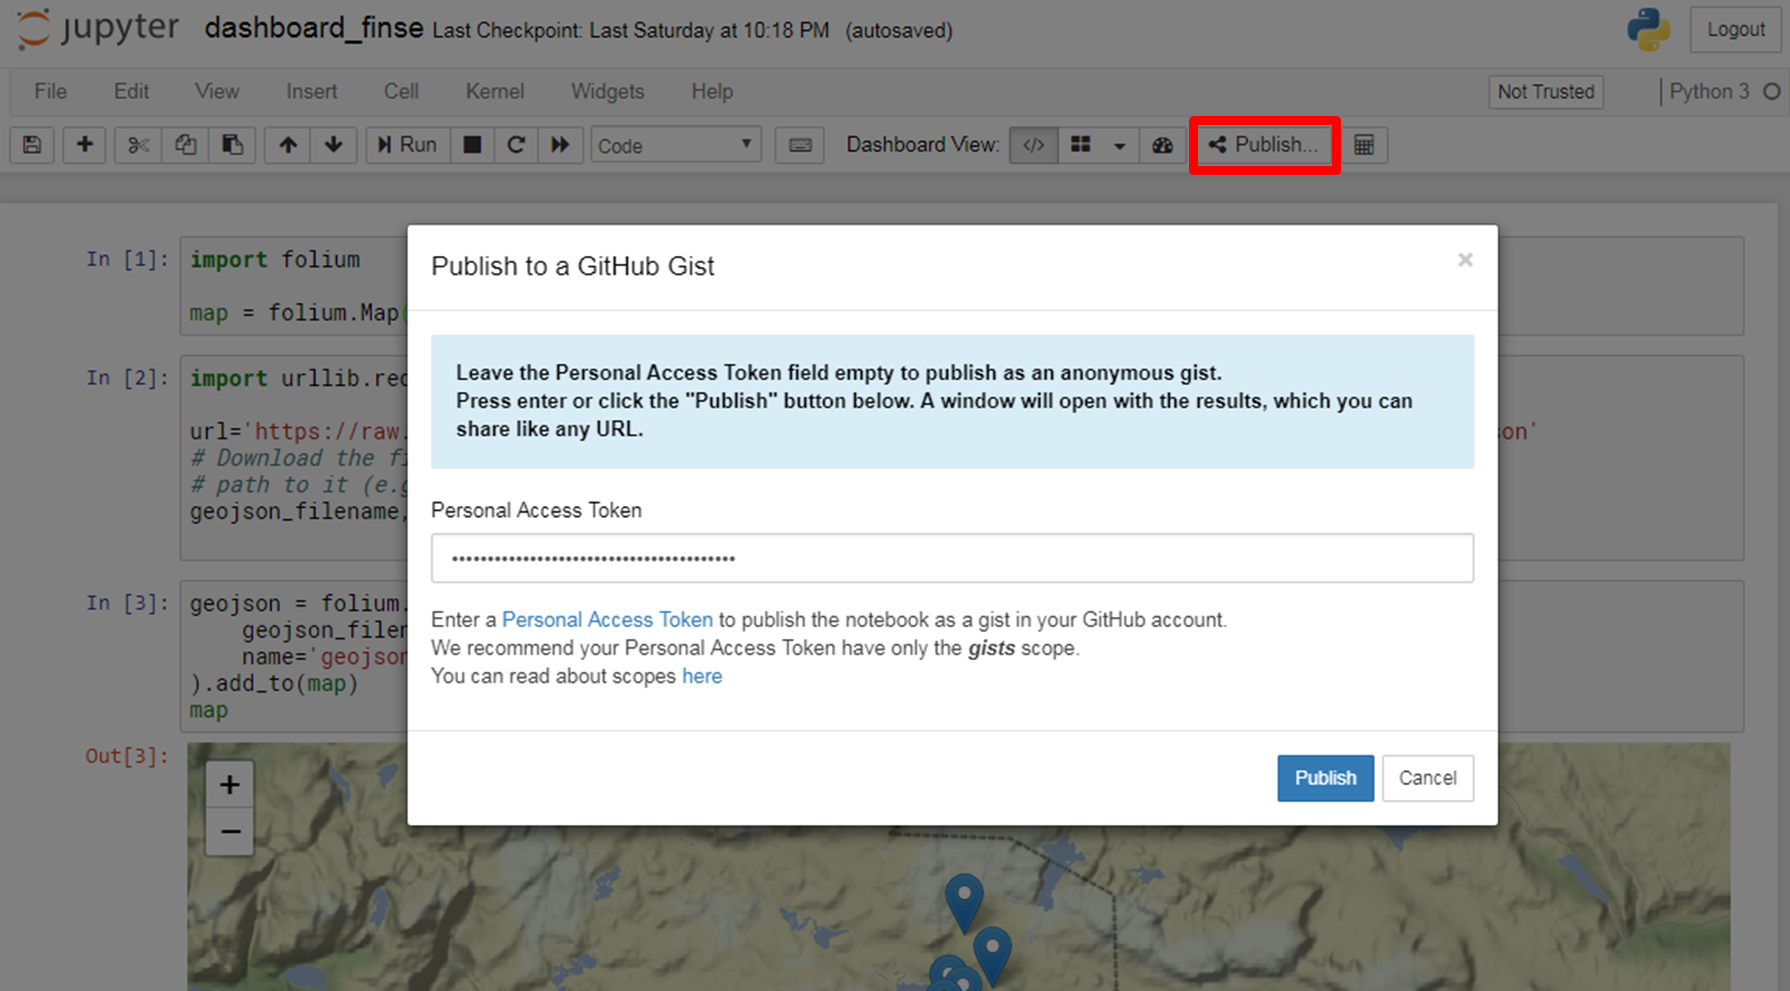 jupyter dashboard_finse Last Checkpoint: Last Saturday at 10:18 PM (autosaved) Logout
File Edit View Insert Cell Kernel Widgets Help Not Trusted Python 3
Run Code Dashboard View: </> Publish...
In [1]: import folium
map = folium.Map(
In [2]: import urllib.req
url='https://raw. on'
# Download the fi
# path to it (e.g
geojson_filename,
In [3]: geojson = folium.
geojson_filen
name='geojson
).add_to(map)
map
Out[3]:
+
−
Publish to a GitHub Gist ×
Leave the Personal Access Token field empty to publish as an anonymous gist.
Press enter or click the "Publish" button below. A window will open with the results, which you can
share like any URL.
Personal Access Token
••••••••••••••••••••••••••••••••••••••••
Enter a Personal Access Token to publish the notebook as a gist in your GitHub account.
We recommend your Personal Access Token have only the gists scope.
You can read about scopes here
Publish Cancel